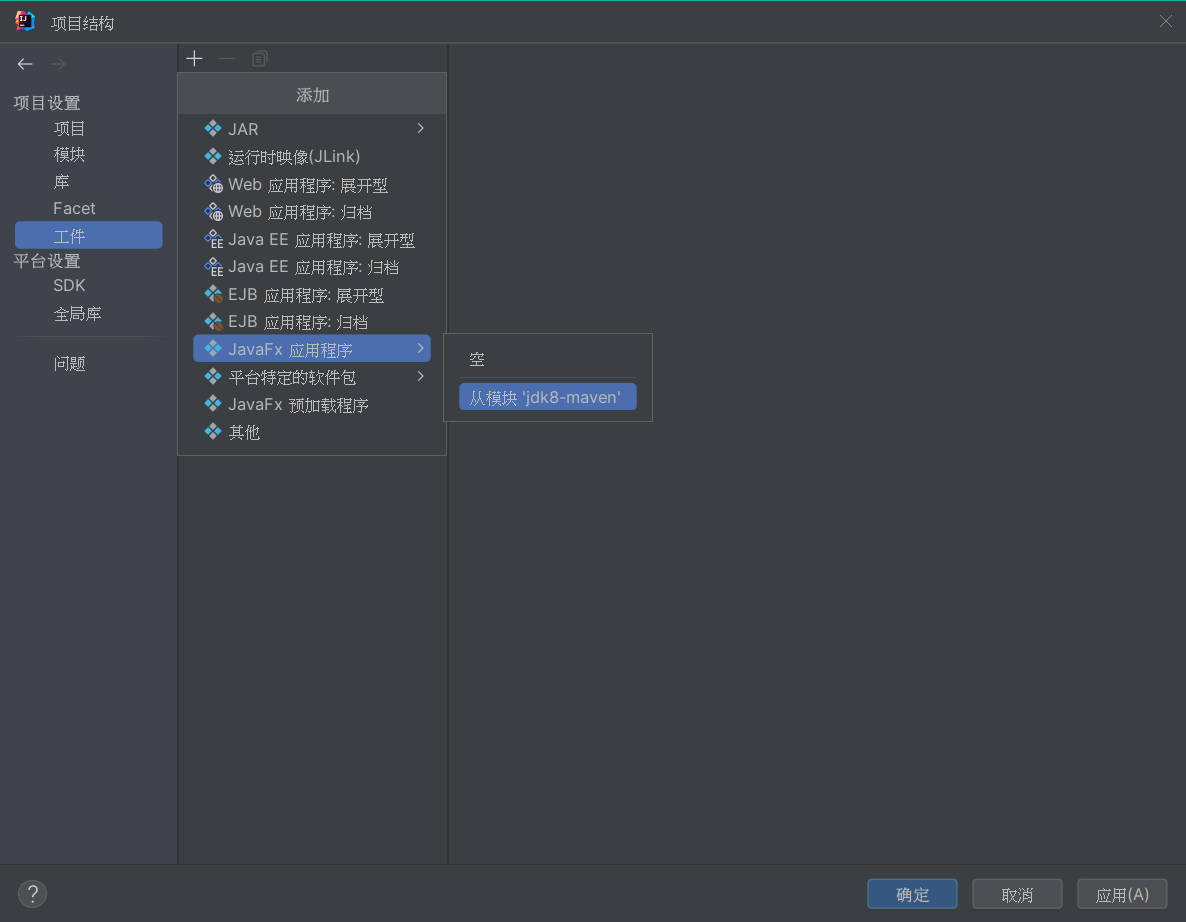 项目结构
项目设置
项目
模块
库
Facet
工件
平台设置
SDK
全局库
问题
添加
JAR
运行时映像(JLink)
Web 应用程序: 展开型
Web 应用程序: 归档
Java EE 应用程序: 展开型
Java EE 应用程序: 归档
EJB 应用程序: 展开型
EJB 应用程序: 归档
JavaFx 应用程序
平台特定的软件包
JavaFx 预加载程序
其他
空
从模块 'jdk8-maven'
?
确定
取消
应用(A)